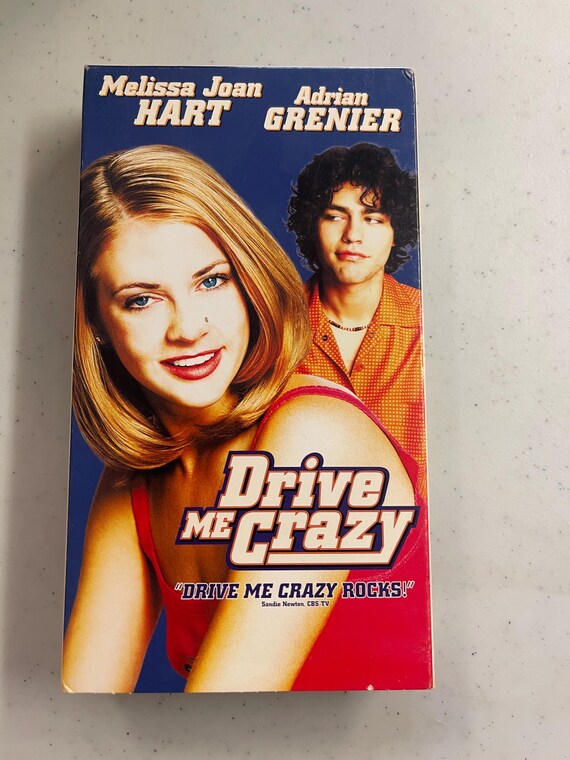 Melissa Joan Adrian
HART GRENIER
Drive
ME Crazy
"DRIVE ME CRAZY ROCKS!"
Sandie Newton, CBS-TV